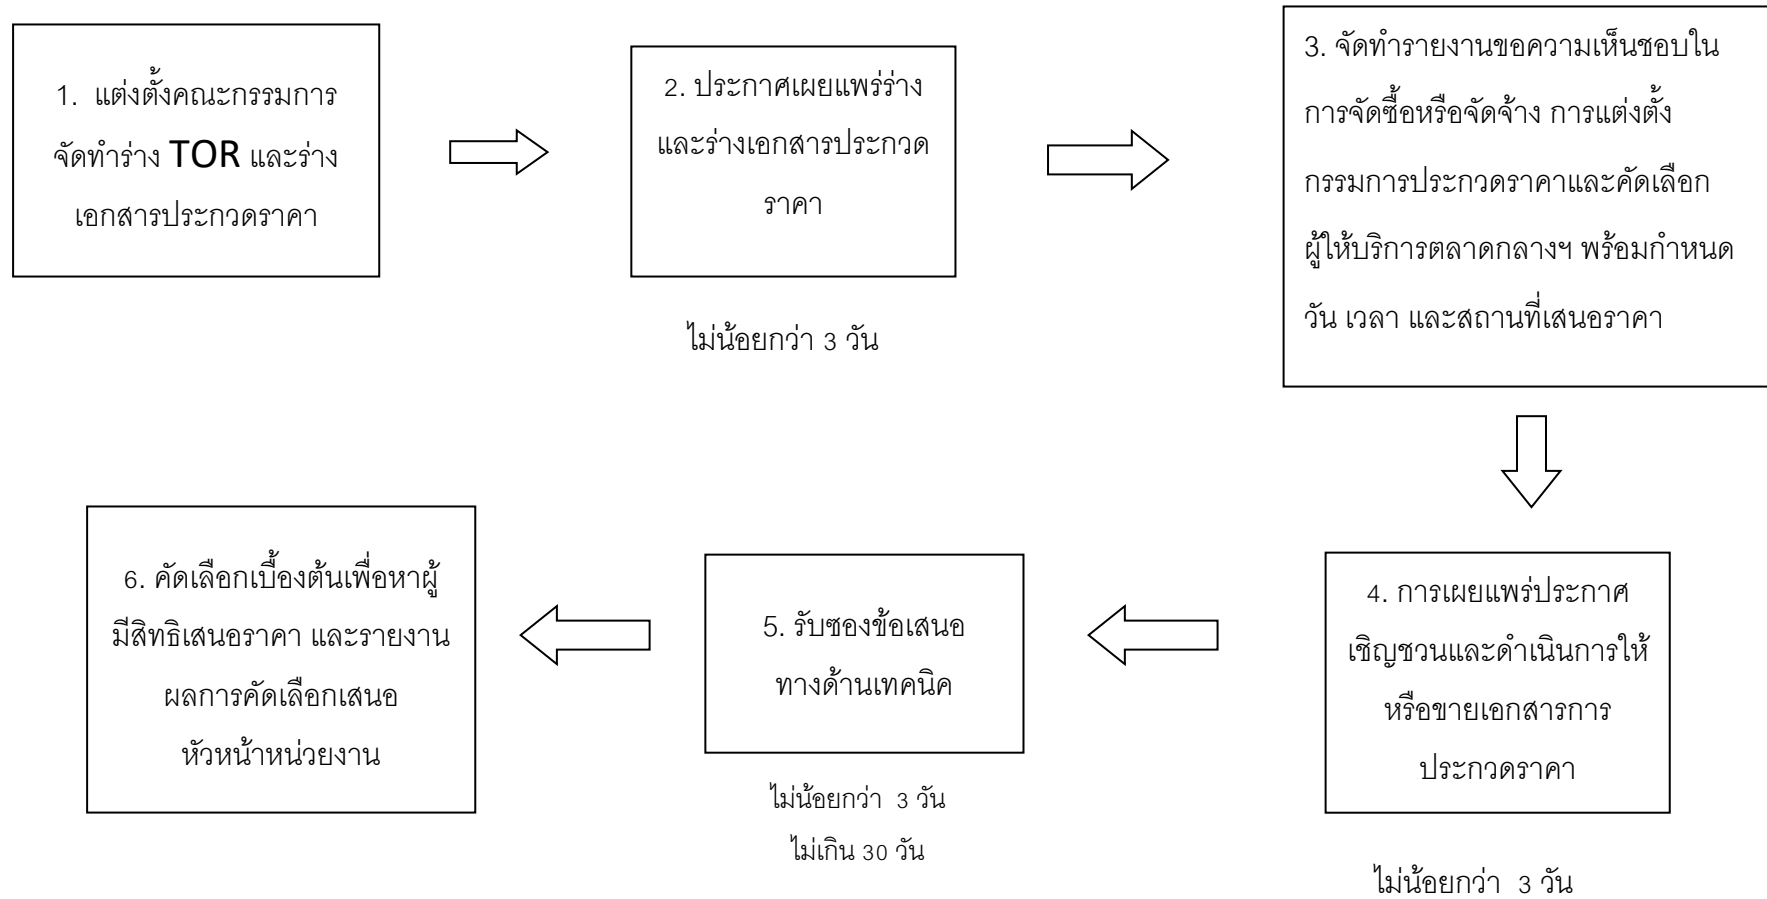 1. แต่งตั้งคณะกรรมการ
จัดทำร่าง TOR และร่าง
เอกสารประกวดราคา
2. ประกาศเผยแพร่ร่าง
และร่างเอกสารประกวด
ราคา
ไม่น้อยกว่า 3 วัน
3. จัดทำรายงานขอความเห็นชอบใน
การจัดซื้อหรือจัดจ้าง การแต่งตั้ง
กรรมการประกวดราคาและคัดเลือก
ผู้ให้บริการตลาดกลางฯ พร้อมกำหนด
วัน เวลา และสถานที่เสนอราคา
4. การเผยแพร่ประกาศ
เชิญชวนและดำเนินการให้
หรือขายเอกสารการ
ประกวดราคา
ไม่น้อยกว่า 3 วัน
5. รับซองข้อเสนอ
ทางด้านเทคนิค
ไม่น้อยกว่า 3 วัน
ไม่เกิน 30 วัน
6. คัดเลือกเบื้องต้นเพื่อหาผู้
มีสิทธิเสนอราคา และรายงาน
ผลการคัดเลือกเสนอ
หัวหน้าหน่วยงาน